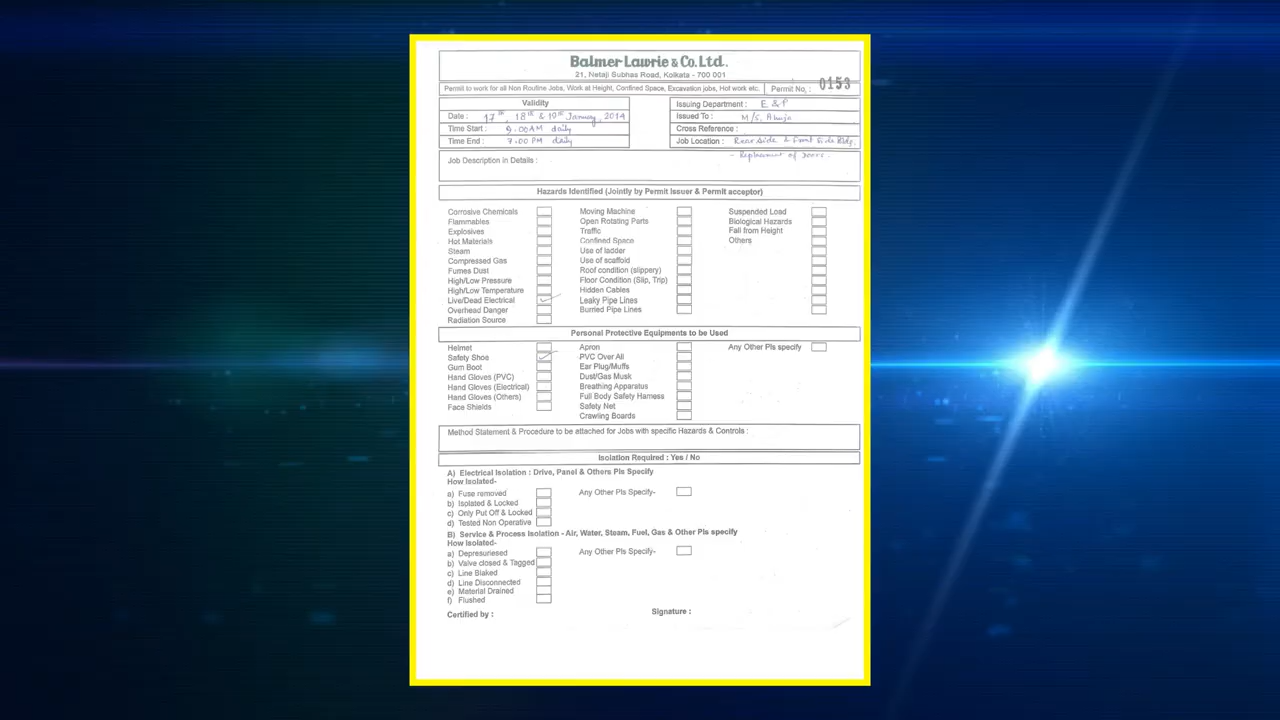 Balmer Lawrie & Co. Ltd.
21, Netaji Subhas Road, Kolkata - 700 001
Permit to work for all Non Routine Jobs, Work at Height, Confined Space, Excavation jobs, Hot work etc. Permit No. : 0153
Validity
Date : 17th, 18th & 19th January, 2014
Time Start : 9.00AM daily
Time End : 7.00 PM daily
Issuing Department : E & P
Issued To : M/S. Ahuja
Cross Reference :
Job Location : Rear side & Front Side Bldg.
- Replacement of Doors.
Job Description in Details :
Hazards Identified (Jointly by Permit Issuer & Permit acceptor)
Corrosive Chemicals
Flammables
Explosives
Hot Materials
Steam
Compressed Gas
Fumes Dust
High/Low Pressure
High/Low Temperature
Live/Dead Electrical
Overhead Danger
Radiation Source
Moving Machine
Open Rotating Parts
Traffic
Confined Space
Use of ladder
Use of scaffold
Roof condition (slippery)
Floor Condition (Slip, Trip)
Hidden Cables
Leaky Pipe Lines
Burried Pipe Lines
Suspended Load
Biological Hazards
Fall from Height
Others
Personal Protective Equipments to be Used
Helmet
Safety Shoe
Gum Boot
Hand Gloves (PVC)
Hand Gloves (Electrical)
Hand Gloves (Others)
Face Shields
Apron
PVC Over All
Ear Plug/Muffs
Dust/Gas Musk
Breathing Apparatus
Full Body Safety Harness
Safety Net
Crawling Boards
Any Other Pls specify
Method Statement & Procedure to be attached for Jobs with specific Hazards & Controls :
Isolation Required : Yes / No
A) Electrical Isolation : Drive, Panel & Others Pls Specify
How Isolated-
a) Fuse removed
b) Isolated & Locked
c) Only Put Off & Locked
d) Tested Non Operative
Any Other Pls Specify-
B) Service & Process Isolation - Air, Water, Steam, Fuel, Gas & Other Pls specify
How Isolated-
a) Depresuriesed
b) Valve closed & Tagged
c) Line Blaked
d) Line Disconnected
e) Material Drained
f) Flushed
Any Other Pls Specify-
Certified by :
Signature :